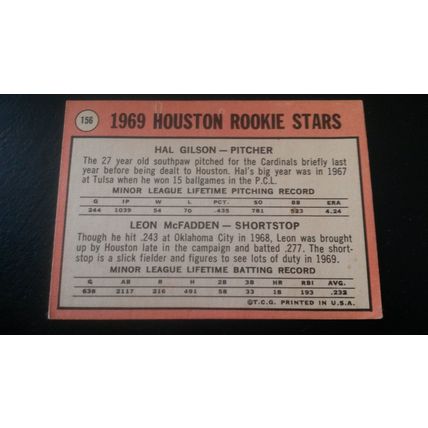 156
1969 HOUSTON ROOKIE STARS
HAL GILSON — PITCHER
The 27 year old southpaw pitched for the Cardinals briefly last
year before being dealt to Houston. Hal's big year was in 1967
at Tulsa when he won 15 ballgames in the P.C.L.
MINOR LEAGUE LIFETIME PITCHING RECORD
G IP W L PCT. SO BB ERA
244 1039 54 70 .435 781 523 4.24
LEON McFADDEN — SHORTSTOP
Though he hit .243 at Oklahoma City in 1968, Leon was brought
up by Houston late in the campaign and batted .277. The short-
stop is a slick fielder and figures to see lots of duty in 1969.
MINOR LEAGUE LIFETIME BATTING RECORD
G AB R H 2B 3B HR RBI AVG.
638 2117 316 491 58 33 18 193 .232
©T.C.G. PRINTED IN U.S.A.